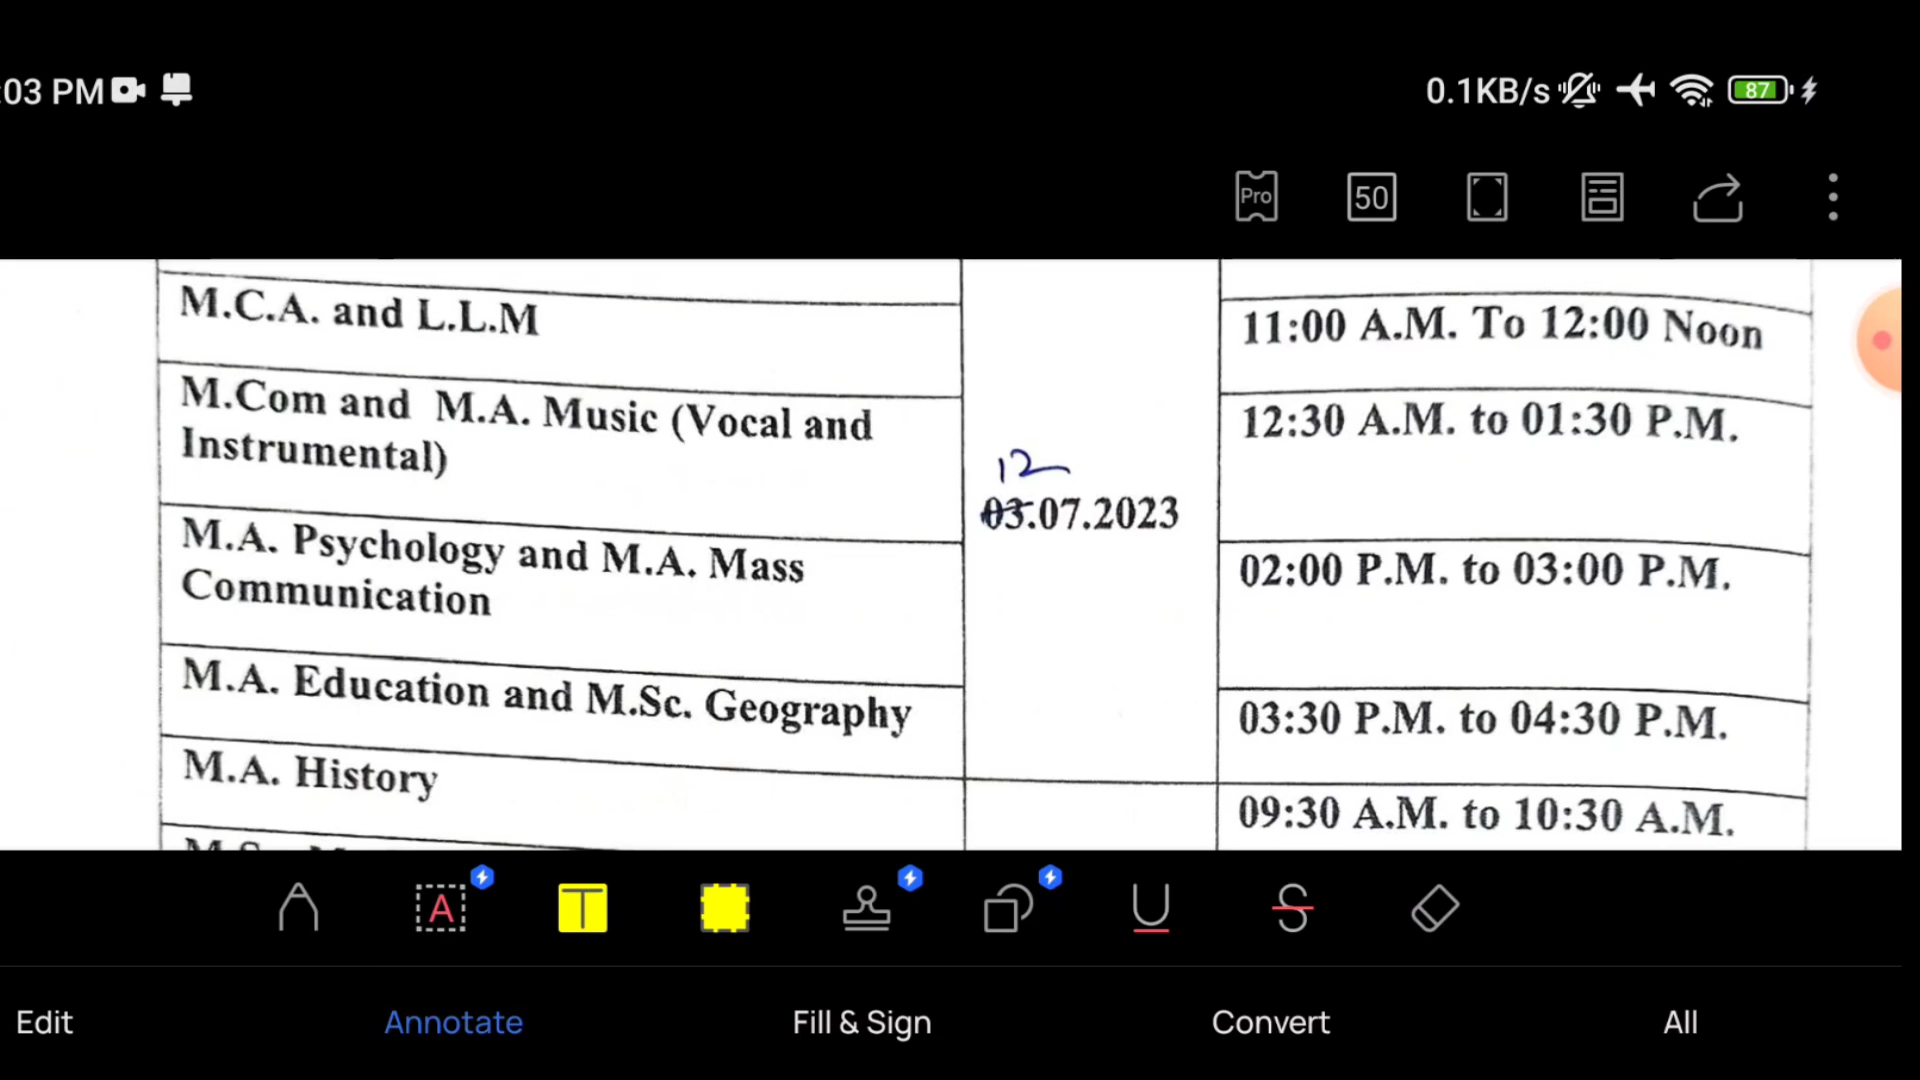 :03 PM
0.1KB/s
87
Pro
50
M.C.A. and L.L.M
11:00 A.M. To 12:00 Noon
M.Com and M.A. Music (Vocal and
Instrumental)
12:30 A.M. to 01:30 P.M.
12
03.07.2023
M.A. Psychology and M.A. Mass
Communication
02:00 P.M. to 03:00 P.M.
M.A. Education and M.Sc. Geography
03:30 P.M. to 04:30 P.M.
M.A. History
09:30 A.M. to 10:30 A.M.
Edit
Annotate
Fill & Sign
Convert
All